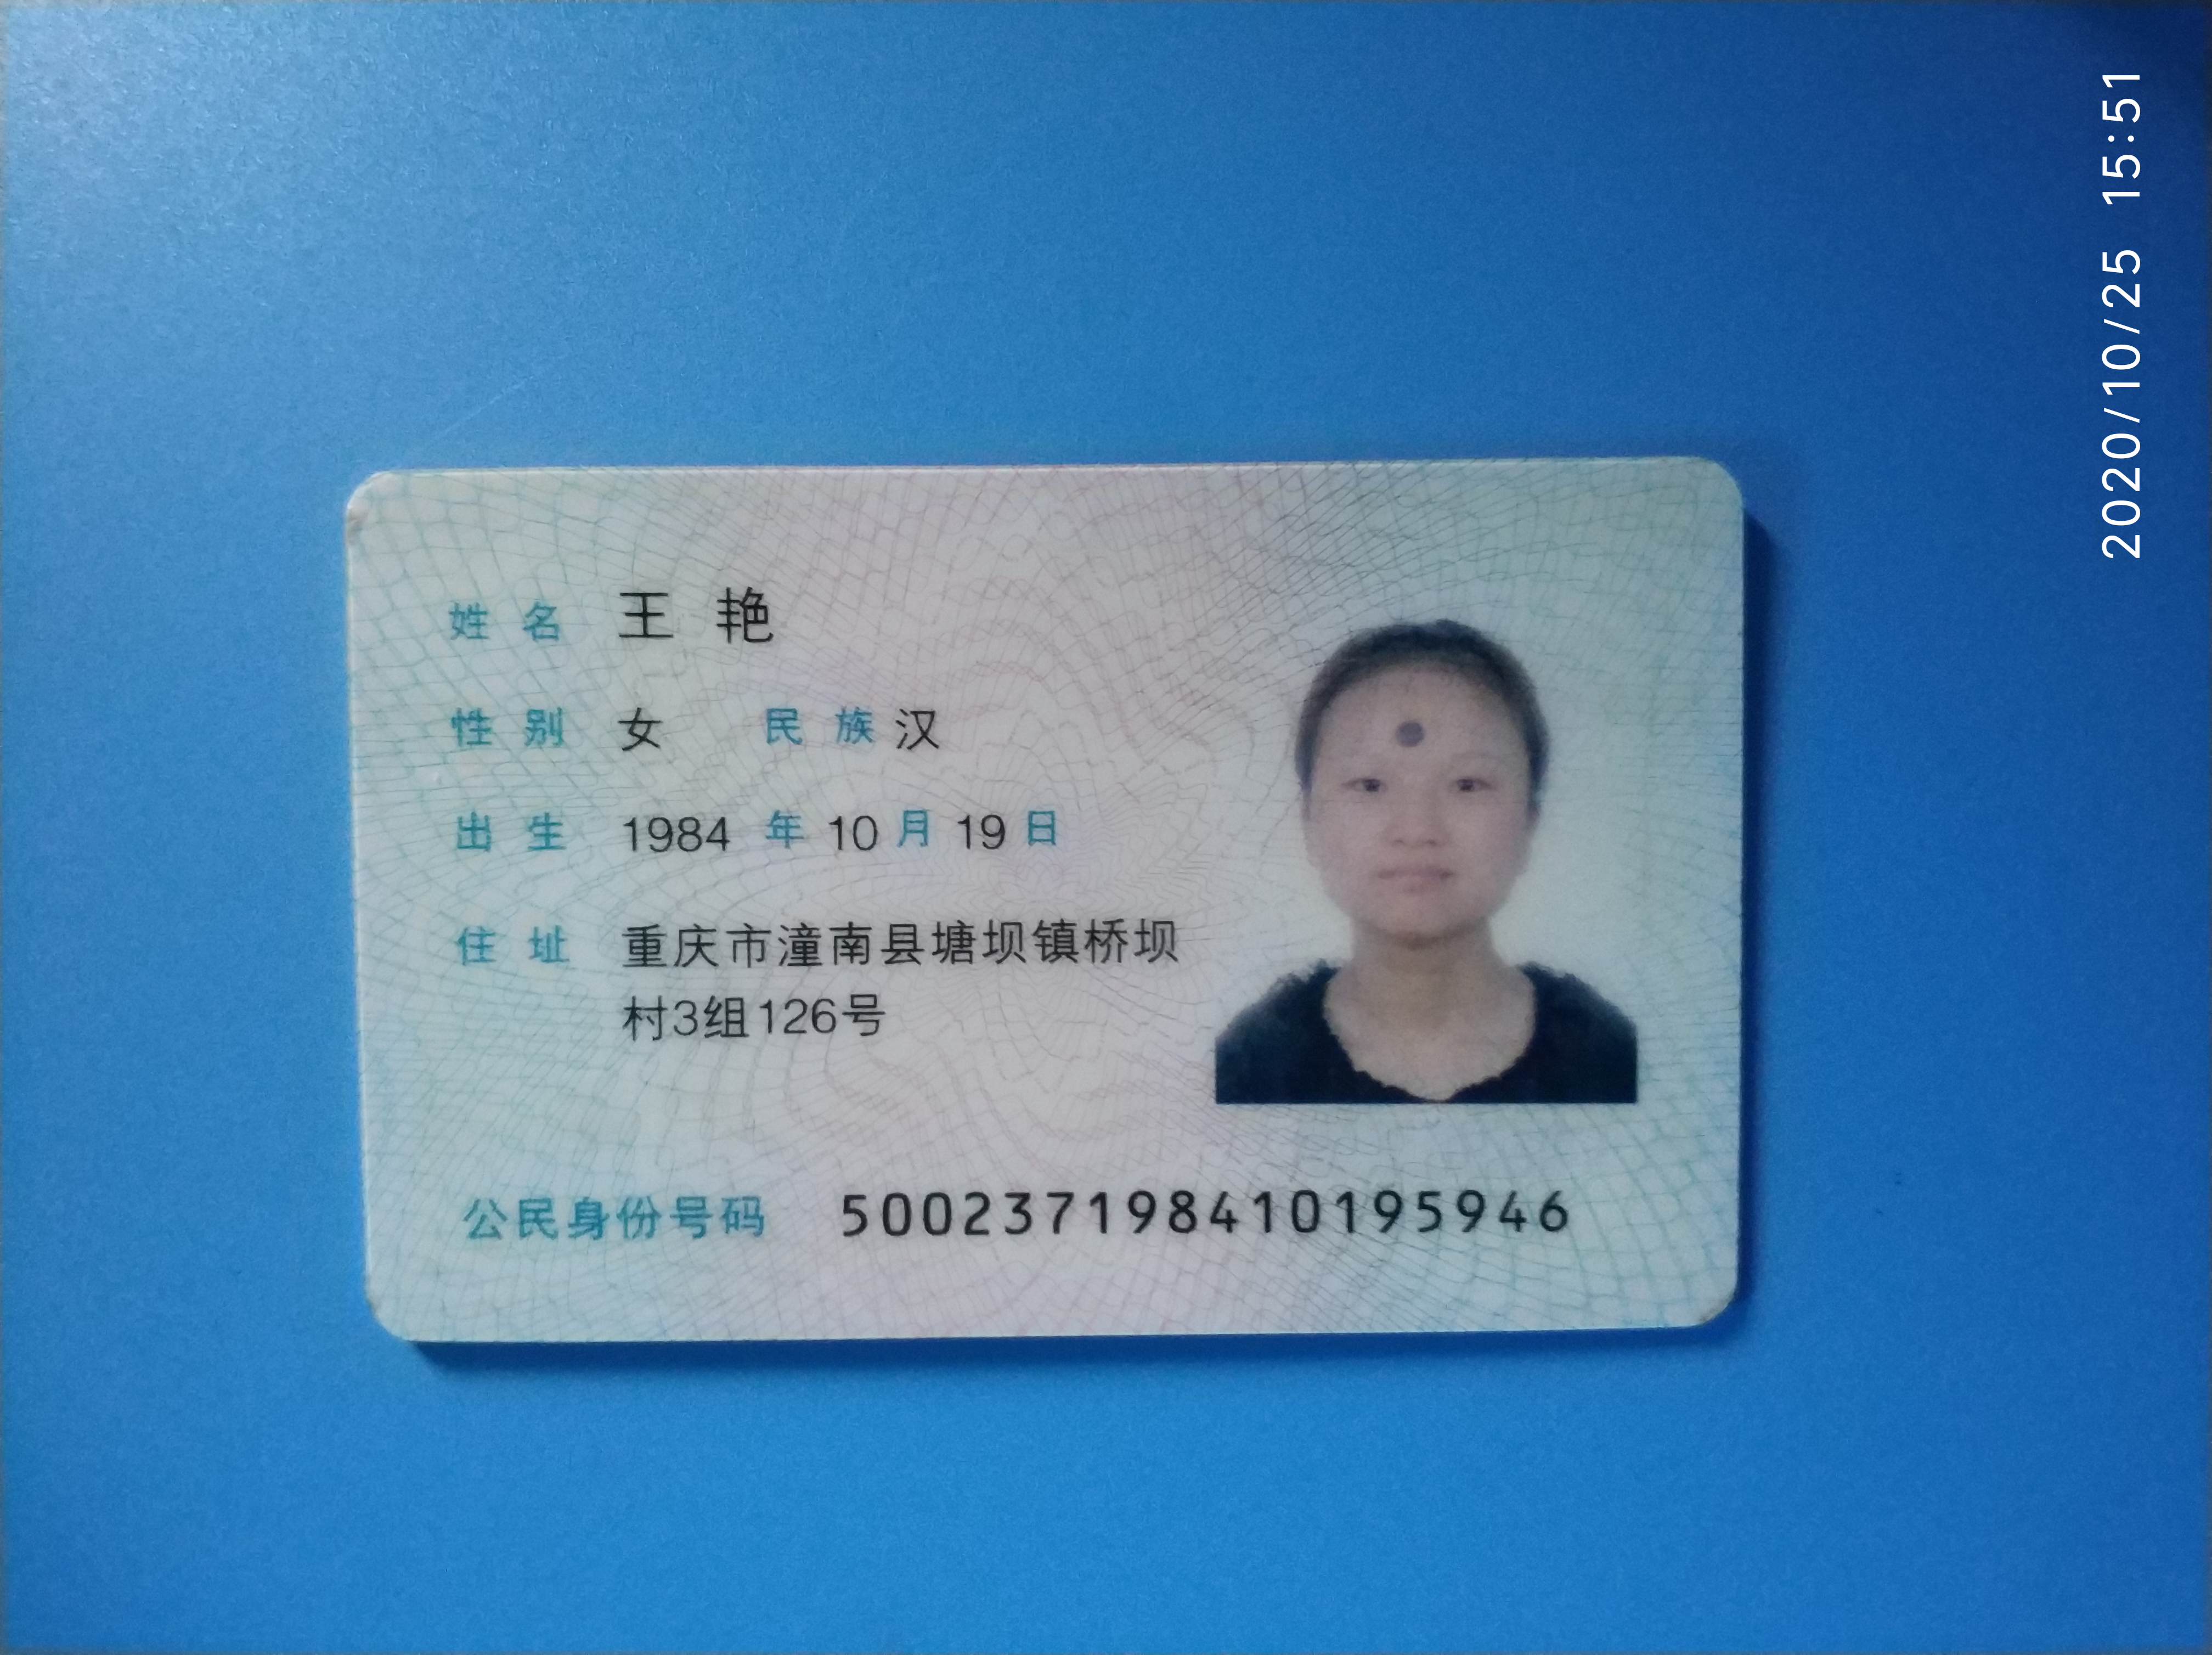 姓名 王艳
性别 女 民族 汉
出生 1984 年 10 月 19 日
住址 重庆市潼南县塘坝镇桥坝
村3组126号
公民身份号码 500237198410195946
2020/10/25 15:51